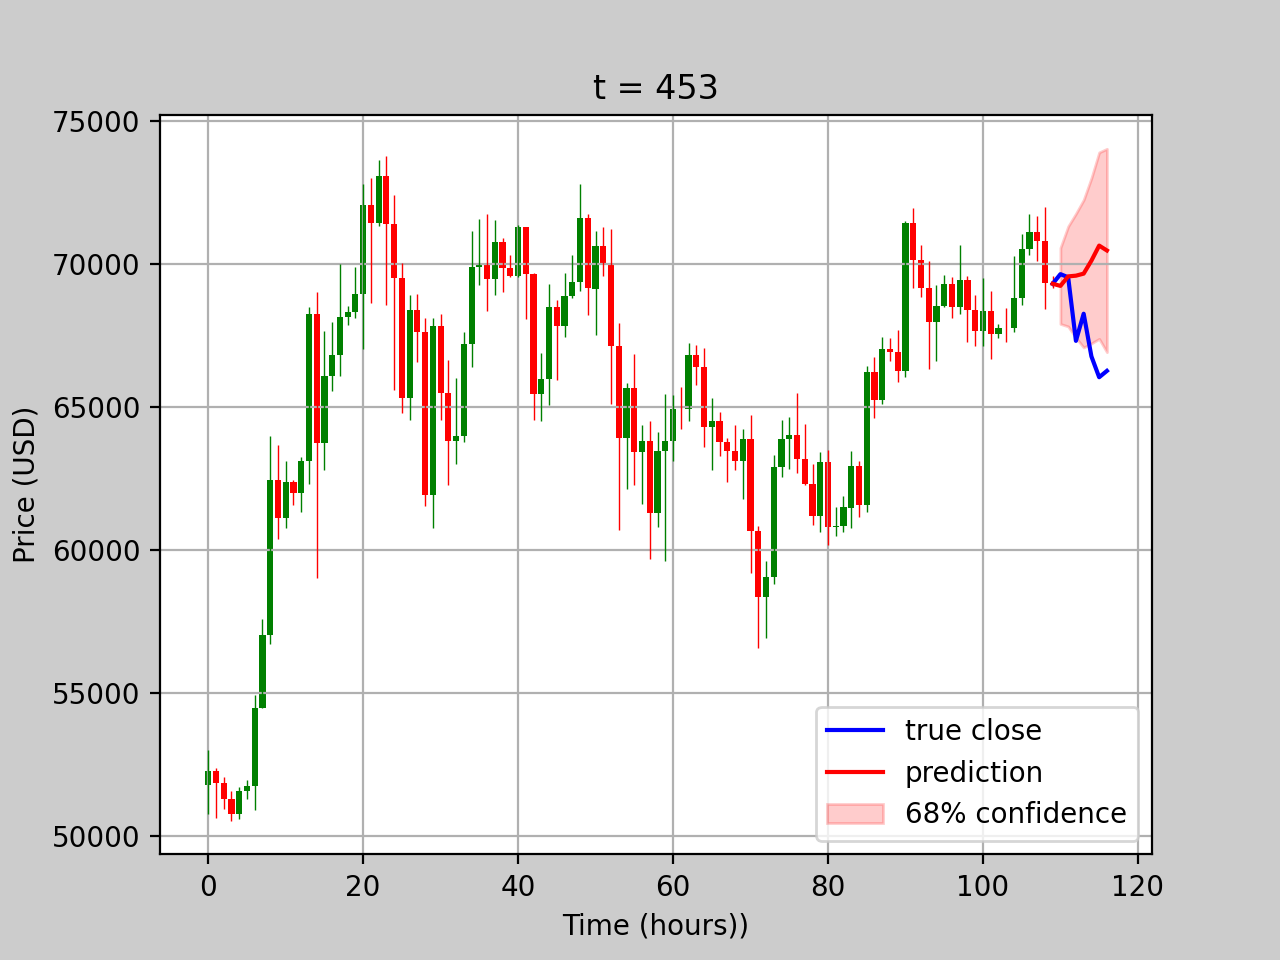 t = 453
75000
70000
65000
60000
55000
50000
Price (USD)
true close
prediction
68% confidence
0 20 40 60 80 100 120
Time (hours))